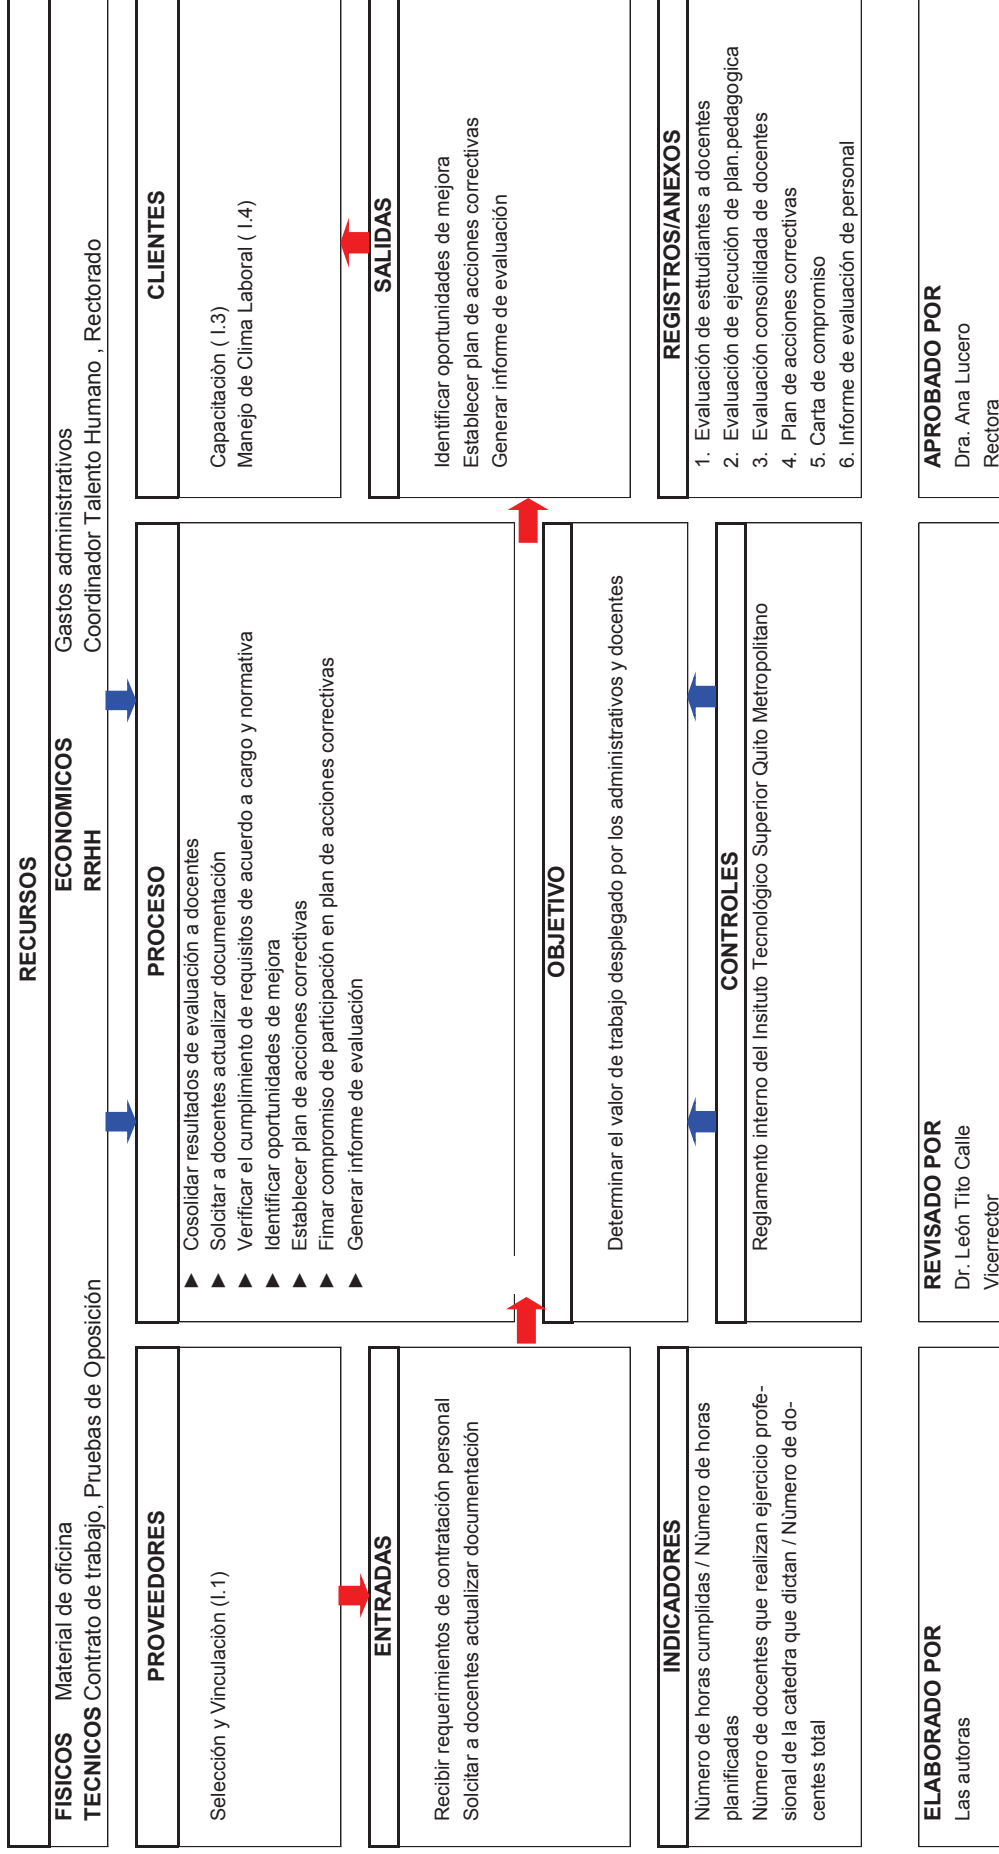 RECURSOS
FISICOS Material de oficina
ECONOMICOS Gastos administrativos
TECNICOS Contrato de trabajo, Pruebas de Oposición
RRHH Coordinador Talento Humano , Rectorado
PROVEEDORES
Selección y Vinculaciòn (I.1)
ENTRADAS
Recibir requerimientos de contratación personal
Solcitar a docentes actualizar documentación
INDICADORES
Nùmero de horas cumplidas / Nùmero de horas
planificadas
Número de docentes que realizan ejercicio profe-
sional de la catedra que dictan / Número de do-
centes total
PROCESO
▶ Cosolidar resultados de evaluación a docentes
▶ Solcitar a docentes actualizar documentación
▶ Verificar el cumplimiento de requisitos de acuerdo a cargo y normativa
▶ Identificar oportunidades de mejora
▶ Establecer plan de acciones correctivas
▶ Fimar compromiso de participación en plan de acciones correctivas
▶ Generar informe de evaluación
OBJETIVO
Determinar el valor de trabajo desplegado por los administrativos y docentes
CONTROLES
Reglamento interno del Insituto Tecnológico Superior Quito Metropolitano
CLIENTES
Capacitaciòn ( I.3)
Manejo de Clima Laboral ( I.4)
SALIDAS
Identificar oportunidades de mejora
Establecer plan de acciones correctivas
Generar informe de evaluación
REGISTROS/ANEXOS
1. Evaluación de esttudiantes a docentes
2. Evaluación de ejecución de plan.pedagogica
3. Evaluación consoilidada de docentes
4. Plan de acciones correctivas
5. Carta de compromiso
6. Informe de evaluación de personal
ELABORADO POR
Las autoras
REVISADO POR
Dr. León Tito Calle
Vicerrector
APROBADO POR
Dra. Ana Lucero
Rectora